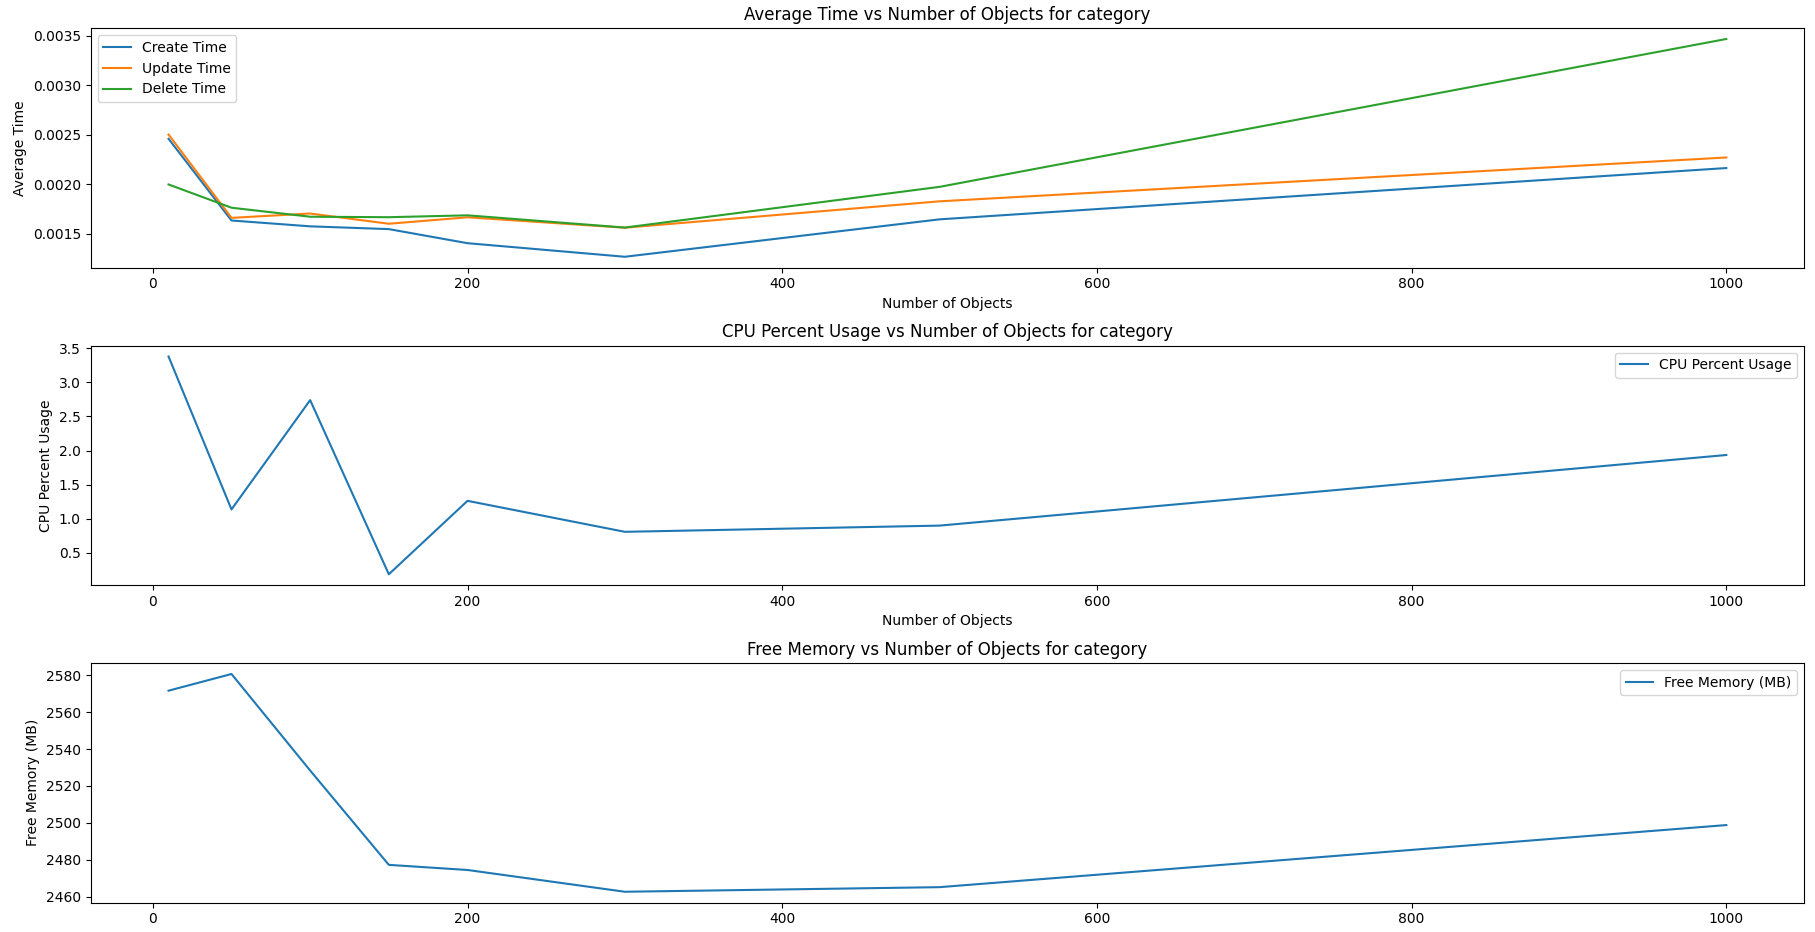 Average Time vs Number of Objects for category
Create Time
Update Time
Delete Time
Average Time
0.0035
0.0030
0.0025
0.0020
0.0015
0 200 400 600 800 1000
Number of Objects
CPU Percent Usage vs Number of Objects for category
CPU Percent Usage
CPU Percent Usage
3.5
3.0
2.5
2.0
1.5
1.0
0.5
0 200 400 600 800 1000
Number of Objects
Free Memory vs Number of Objects for category
Free Memory (MB)
Free Memory (MB)
2580
2560
2540
2520
2500
2480
2460
0 200 400 600 800 1000